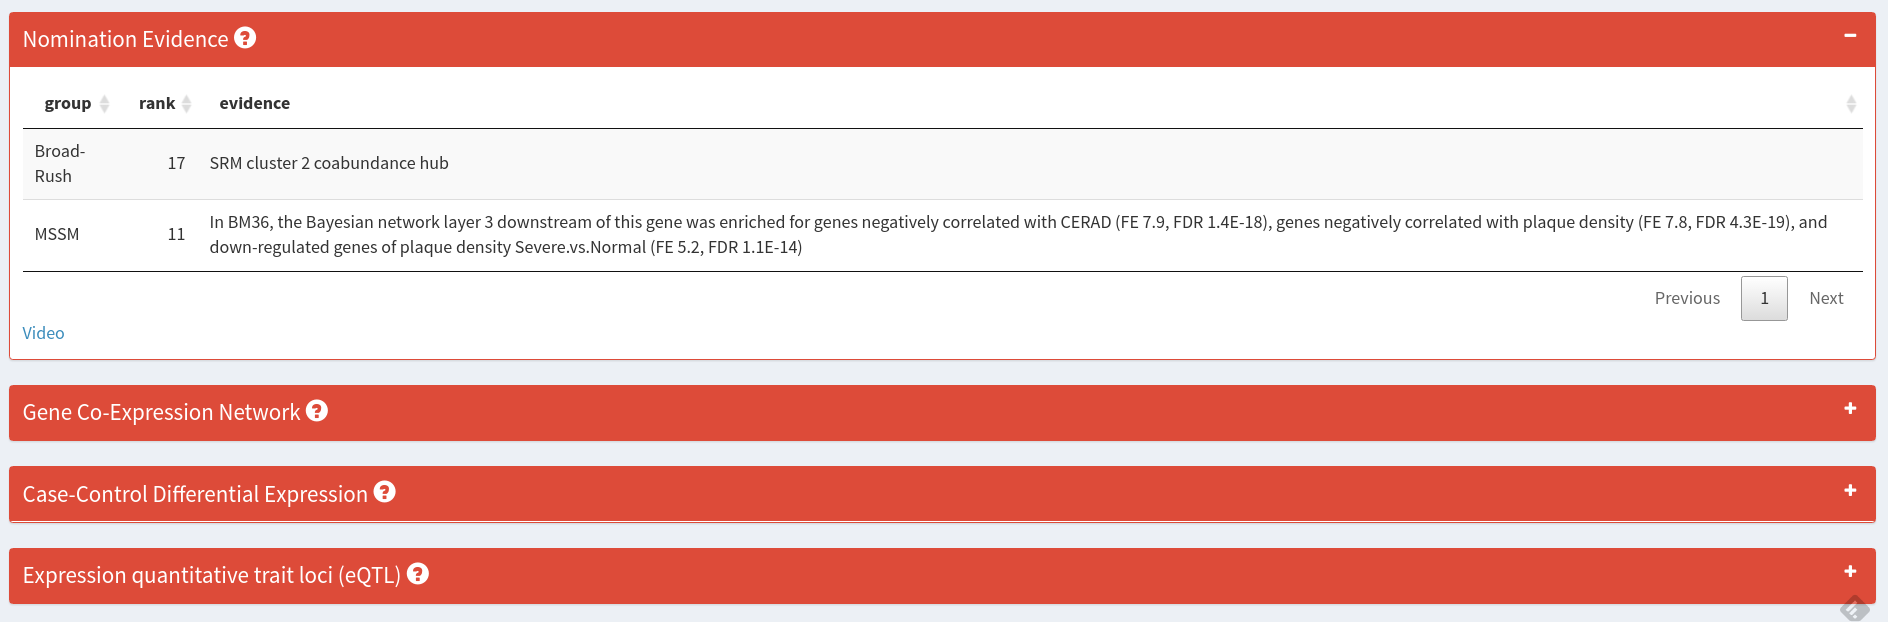 Nomination Evidence ?
group rank evidence
Broad-
Rush
17 SRM cluster 2 coabundance hub
In BM36, the Bayesian network layer 3 downstream of this gene was enriched for genes negatively correlated with CERAD (FE 7.9, FDR 1.4E-18), genes negatively correlated with plaque density (FE 7.8, FDR 4.3E-19), and
MSSM 11
down-regulated genes of plaque density Severe.vs.Normal (FE 5.2, FDR 1.1E-14)
Previous 1 Next
Video
Gene Co-Expression Network ?
Case-Control Differential Expression ?
Expression quantitative trait loci (eQTL) ?